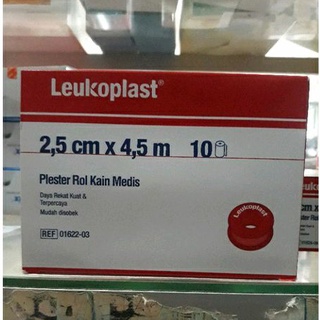 Leukoplast®
2,5 cm x 4,5 m 10
Plester Rol Kain Medis
Daya Rekat Kuat &
Terpercaya
Mudah disobek
REF 01622-03
Leukoplast